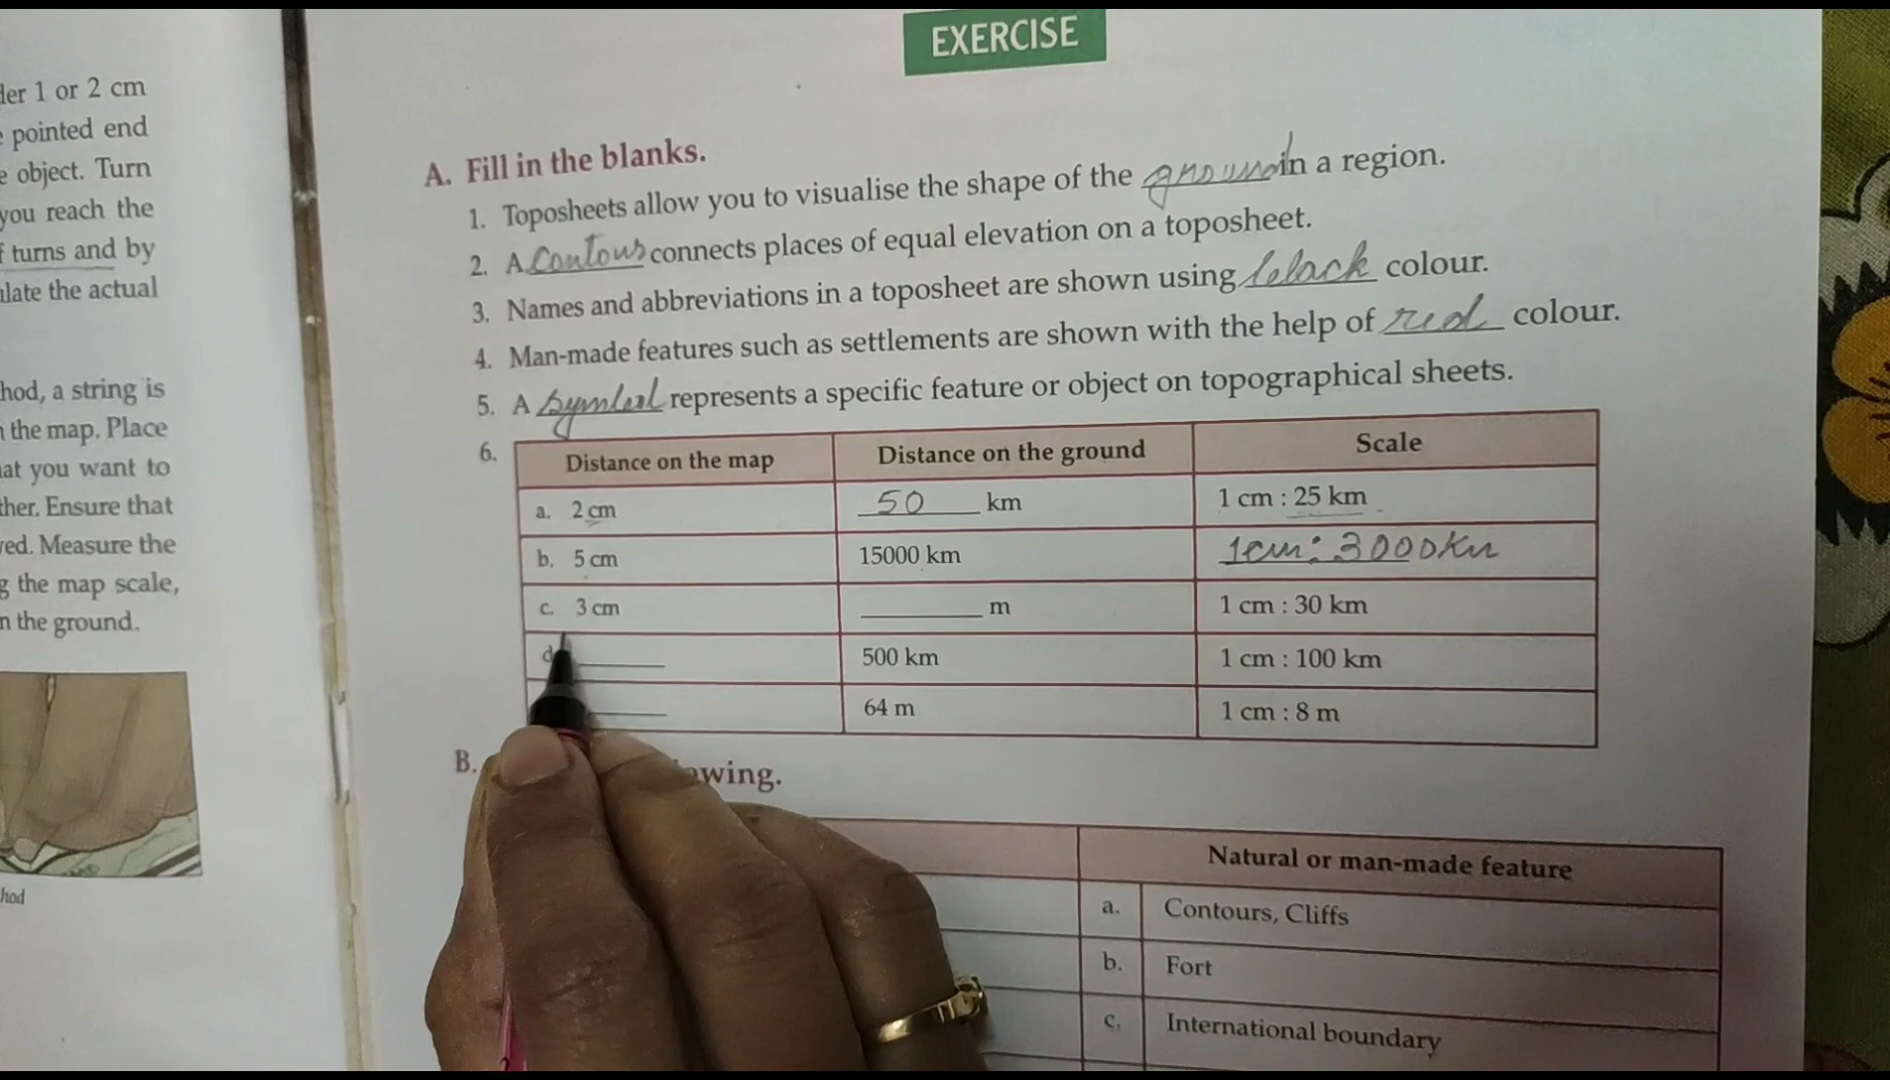 EXERCISE
der 1 or 2 cm
pointed end
e object. Turn
you reach the
f turns and by
ulate the actual
hod, a string is
the map. Place
hat you want to
ther. Ensure that
ved. Measure the
g the map scale,
n the ground.
hod
A. Fill in the blanks.
1. Toposheets allow you to visualise the shape of the ground in a region.
2. A contour connects places of equal elevation on a toposheet.
3. Names and abbreviations in a toposheet are shown using black colour.
4. Man-made features such as settlements are shown with the help of red colour.
5. A symbol represents a specific feature or object on topographical sheets.
6. Distance on the map Distance on the ground Scale
a. 2 cm 50 km 1 cm : 25 km
b. 5 cm 15000 km 1cm: 3000km
c. 3 cm ______ m 1 cm : 30 km
d ______ 500 km 1 cm : 100 km
______ 64 m 1 cm : 8 m
B. owing.
Natural or man-made feature
a. Contours, Cliffs
b. Fort
c. International boundary